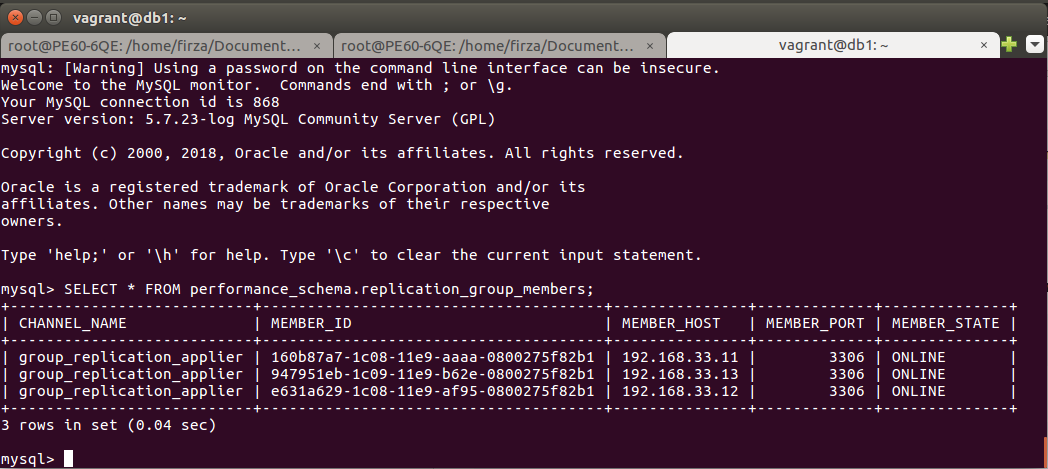 vagrant@db1: ~
root@PE60-6QE: /home/firza/Document... × root@PE60-6QE: /home/firza/Document... × vagrant@db1: ~ ×
mysql: [Warning] Using a password on the command line interface can be insecure.
Welcome to the MySQL monitor.  Commands end with ; or \g.
Your MySQL connection id is 868
Server version: 5.7.23-log MySQL Community Server (GPL)

Copyright (c) 2000, 2018, Oracle and/or its affiliates. All rights reserved.

Oracle is a registered trademark of Oracle Corporation and/or its
affiliates. Other names may be trademarks of their respective
owners.

Type 'help;' or '\h' for help. Type '\c' to clear the current input statement.

mysql> SELECT * FROM performance_schema.replication_group_members;
+---------------------------+--------------------------------------+----------------+-------------+--------------+
| CHANNEL_NAME              | MEMBER_ID                            | MEMBER_HOST   | MEMBER_PORT | MEMBER_STATE |
+---------------------------+--------------------------------------+----------------+-------------+--------------+
| group_replication_applier | 160b87a7-1c08-11e9-aaaa-0800275f82b1 | 192.168.33.11 |        3306 | ONLINE       |
| group_replication_applier | 947951eb-1c09-11e9-b62e-0800275f82b1 | 192.168.33.13 |        3306 | ONLINE       |
| group_replication_applier | e631a629-1c08-11e9-af95-0800275f82b1 | 192.168.33.12 |        3306 | ONLINE       |
+---------------------------+--------------------------------------+----------------+-------------+--------------+
3 rows in set (0.04 sec)

mysql>